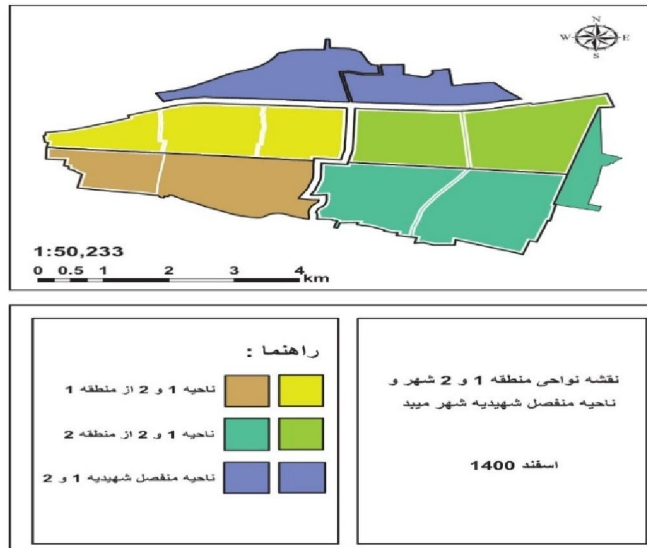 N
W E
S
1:50,233
0 0.5 1 2 3 4
km
راهنما :
ناحیه 1 و 2 از منطقه 1
ناحیه 1 و 2 از منطقه 2
ناحیه منفصل شهیدیه 1 و 2
نقشه نواحی منطقه 1 و 2 شهر و
ناحیه منفصل شهیدیه شهر میبد
اسفند 1400